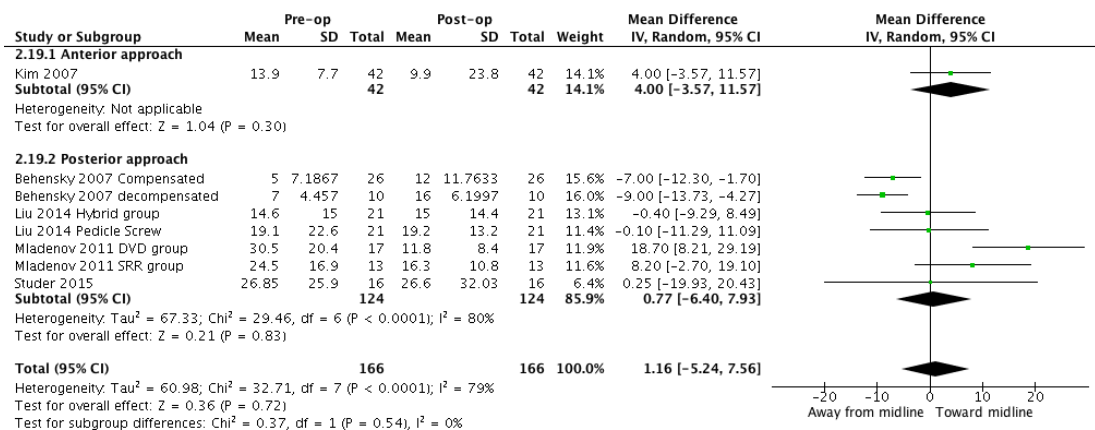 Pre-op Post-op Mean Difference Mean Difference
Study or Subgroup Mean SD Total Mean SD Total Weight IV, Random, 95% CI IV, Random, 95% CI
2.19.1 Anterior approach
Kim 2007 13.9 7.7 42 9.9 23.8 42 14.1% 4.00 [-3.57, 11.57]
Subtotal (95% CI) 42 42 14.1% 4.00 [-3.57, 11.57]
Heterogeneity: Not applicable
Test for overall effect: Z = 1.04 (P = 0.30)
2.19.2 Posterior approach
Behensky 2007 Compensated 5 7.1867 26 12 11.7633 26 15.6% -7.00 [-12.30, -1.70]
Behensky 2007 decompensated 7 4.457 10 16 6.1997 10 16.0% -9.00 [-13.73, -4.27]
Liu 2014 Hybrid group 14.6 15 21 15 14.4 21 13.1% -0.40 [-9.29, 8.49]
Liu 2014 Pedicle Screw 19.1 22.6 21 19.2 13.2 21 11.4% -0.10 [-11.29, 11.09]
Mladenov 2011 DVD group 30.5 20.4 17 11.8 8.4 17 11.9% 18.70 [8.21, 29.19]
Mladenov 2011 SRR group 24.5 16.9 13 16.3 10.8 13 11.6% 8.20 [-2.70, 19.10]
Studer 2015 26.85 25.9 16 26.6 32.03 16 6.4% 0.25 [-19.93, 20.43]
Subtotal (95% CI) 124 124 85.9% 0.77 [-6.40, 7.93]
Heterogeneity: Tau² = 67.33; Chi² = 29.46, df = 6 (P < 0.0001); I² = 80%
Test for overall effect: Z = 0.21 (P = 0.83)
Total (95% CI) 166 166 100.0% 1.16 [-5.24, 7.56]
Heterogeneity: Tau² = 60.98; Chi² = 32.71, df = 7 (P < 0.0001); I² = 79%
Test for overall effect: Z = 0.36 (P = 0.72)
Test for subgroup differences: Chi² = 0.37, df = 1 (P = 0.54), I² = 0%
-20 -10 0 10 20
Away from midline Toward midline